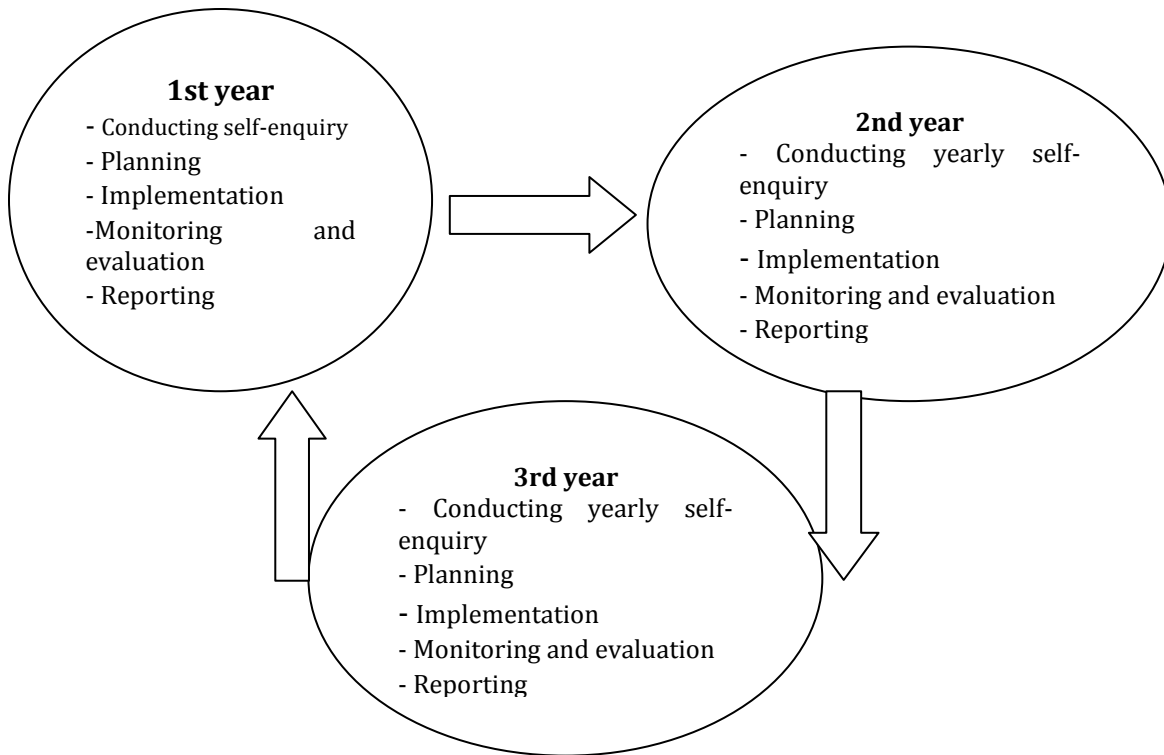 1st year
- Conducting self-enquiry
- Planning
- Implementation
-Monitoring and
evaluation
- Reporting
2nd year
- Conducting yearly self-
enquiry
- Planning
- Implementation
- Monitoring and evaluation
- Reporting
3rd year
- Conducting yearly self-
enquiry
- Planning
- Implementation
- Monitoring and evaluation
- Reporting